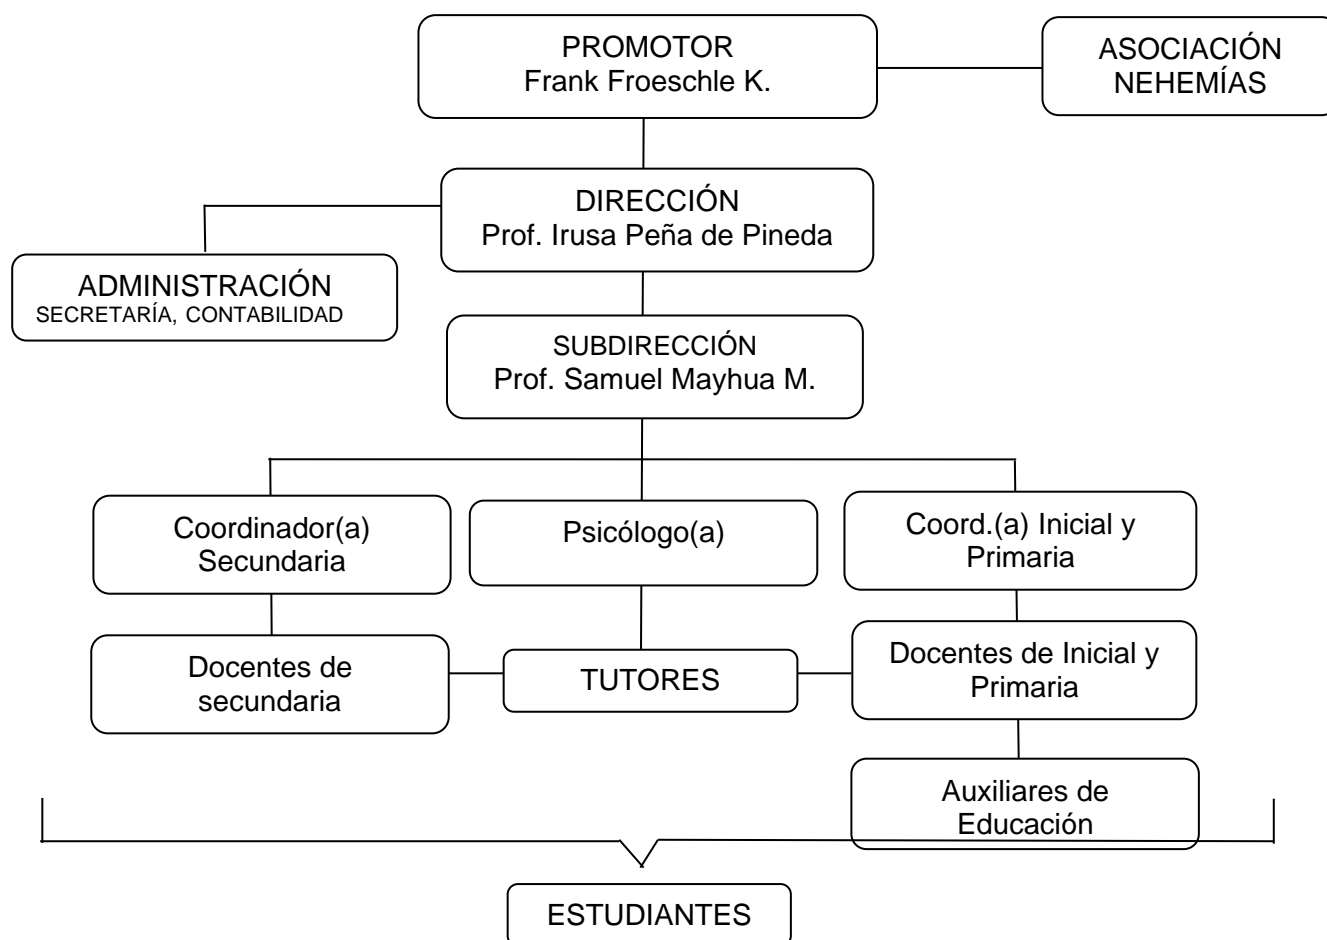 PROMOTOR
Frank Froeschle K.
ASOCIACIÓN
NEHEMÍAS
DIRECCIÓN
Prof. Irusa Peña de Pineda
ADMINISTRACIÓN
SECRETARÍA, CONTABILIDAD
SUBDIRECCIÓN
Prof. Samuel Mayhua M.
Coordinador(a)
Secundaria
Psicólogo(a)
Coord.(a) Inicial y
Primaria
Docentes de
secundaria
TUTORES
Docentes de Inicial y
Primaria
Auxiliares de
Educación
ESTUDIANTES